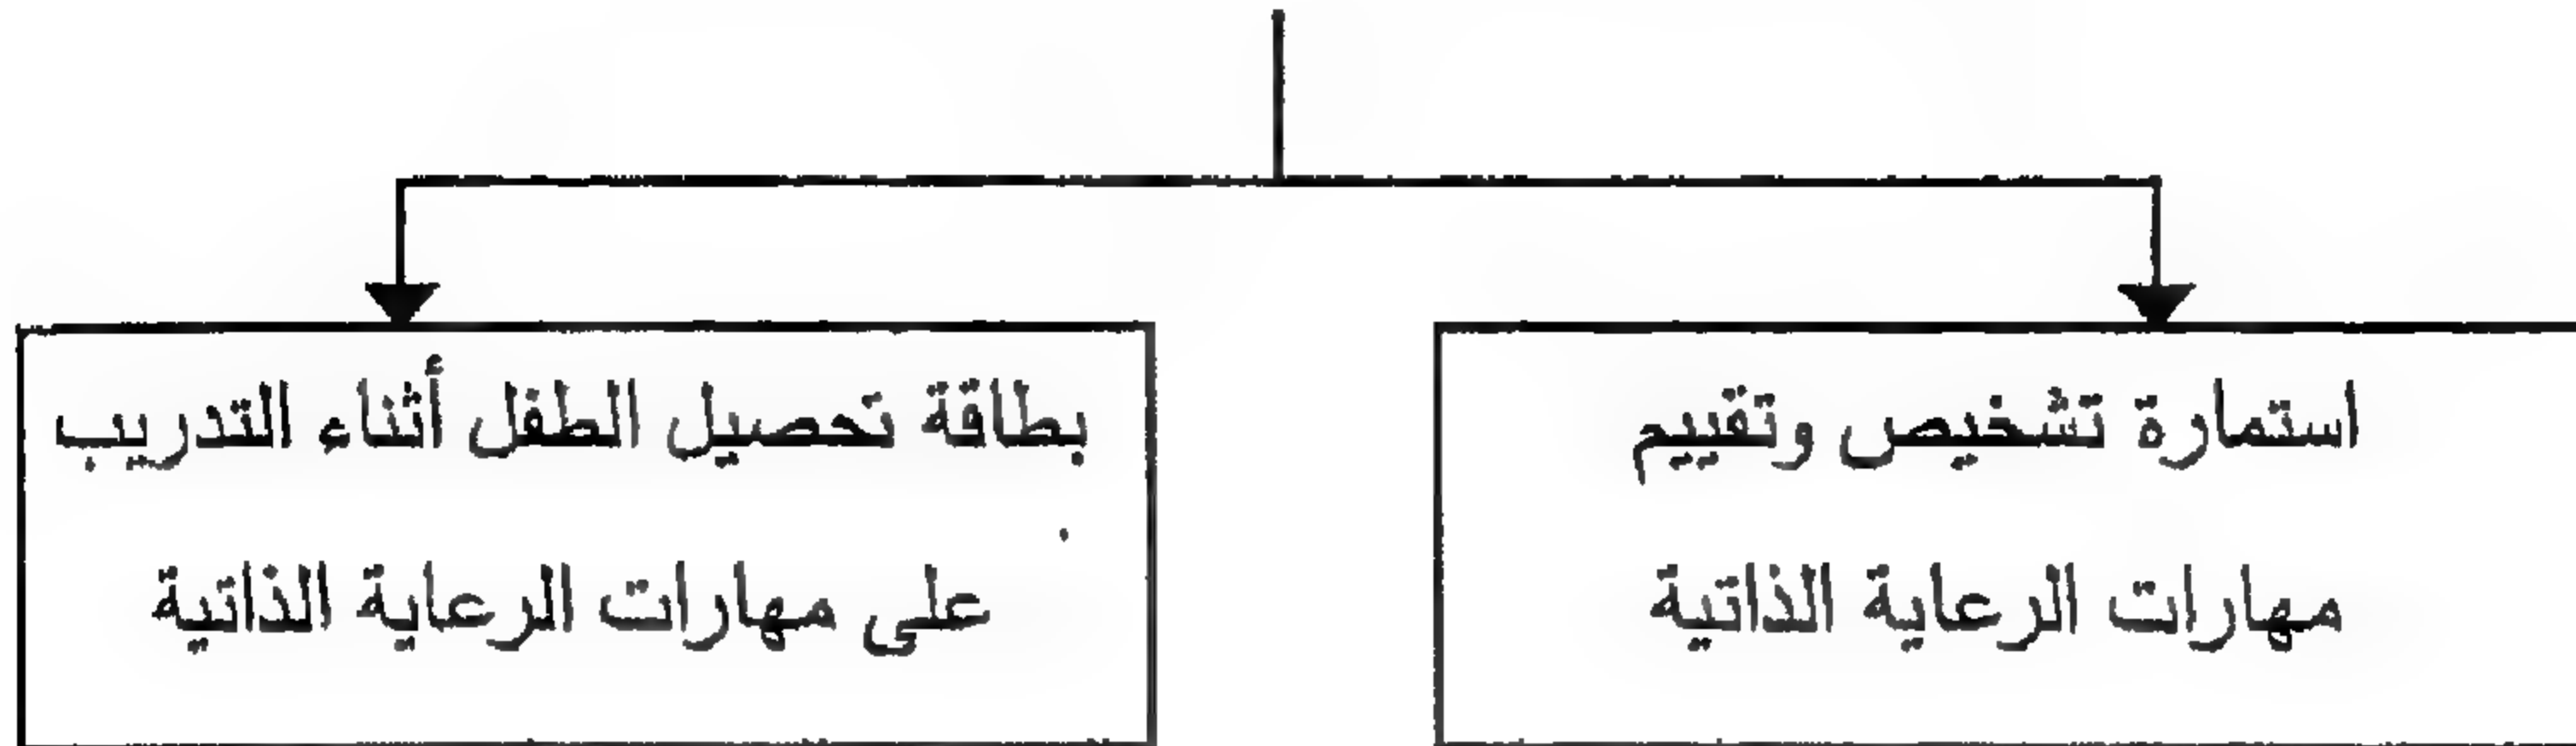 استمارة تشخيص وتقييم
مهارات الرعاية الذاتية
بطاقة تحصيل الطفل أثناء التدريب
على مهارات الرعاية الذاتية